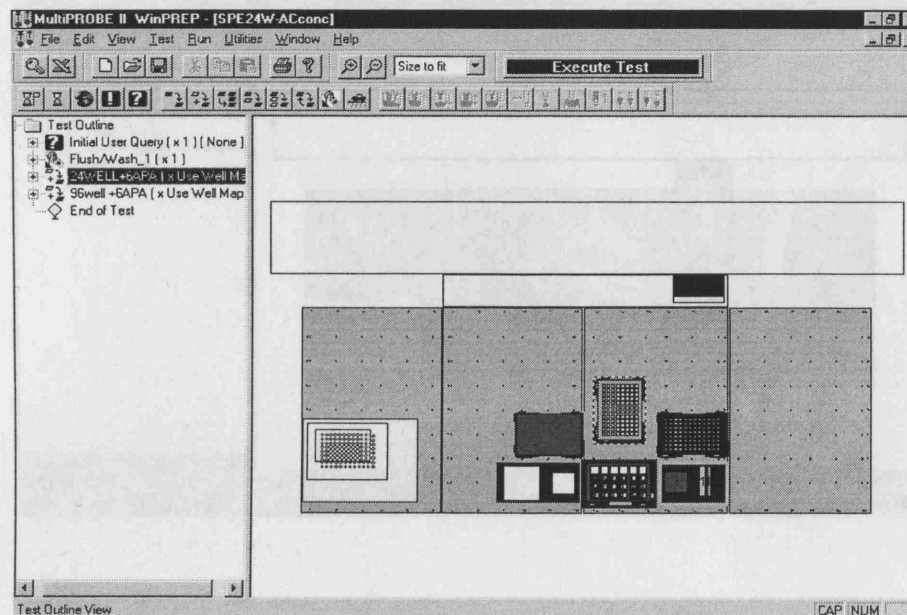 MultiPROBE II WinPREP - [SPE24W-ACconc]
File Edit View Test Run Utilities Window Help
Size to fit
Execute Test
Test Outline
Initial User Query ( x 1 ) [ None ]
Flush/Wash_1 ( x 1 )
24WELL+6APA ( x Use Well Ma
96well +6APA ( x Use Well Map
End of Test
Test Outline View
CAP NUM